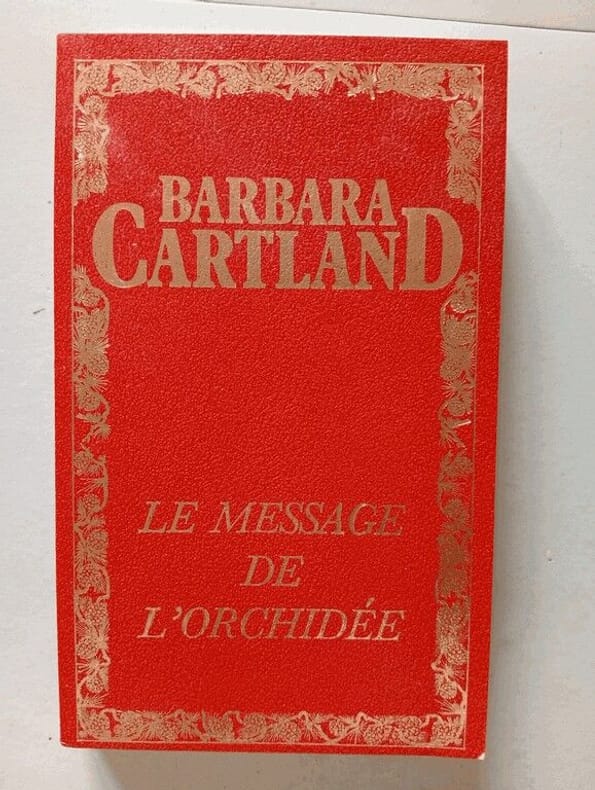 BARBARA
CARTLAND
LE MESSAGE
DE
L'ORCHIDÉE